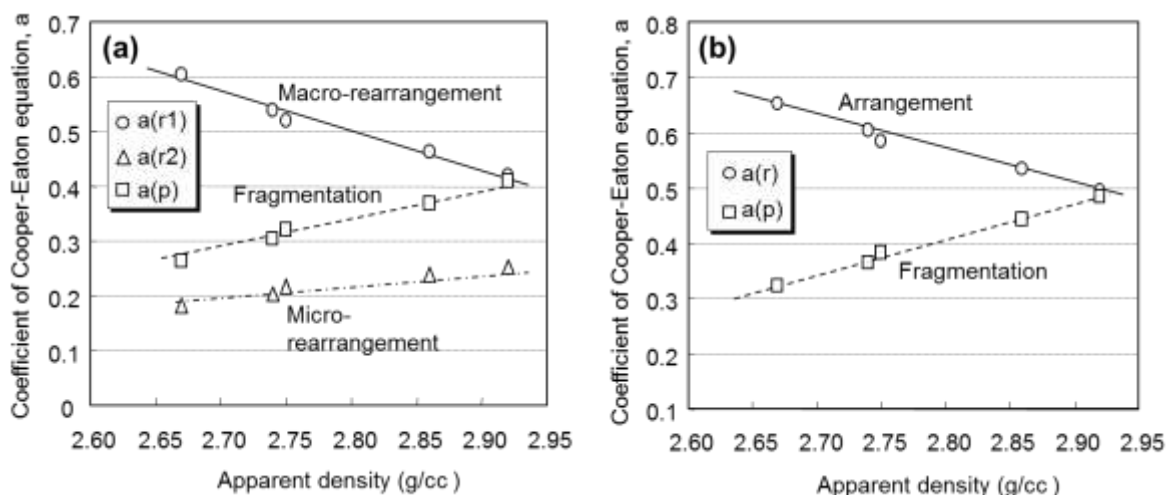 Coefficient of Cooper-Eaton equation, a
0.7
0.6
0.5
0.4
0.3
0.2
0.1
0
(a)
Macro-rearrangement
a(r1)
a(r2)
a(p)
Fragmentation
Micro-
rearrangement
2.60 2.65 2.70 2.75 2.80 2.85 2.90 2.95
Apparent density (g/cc )
Coefficient of Cooper-Eaton equation, a
0.8
0.7
0.6
0.5
0.4
0.3
0.2
0.1
(b)
Arrangement
a(r)
a(p)
Fragmentation
2.60 2.65 2.70 2.75 2.80 2.85 2.90 2.95
Apparent density (g/cc )